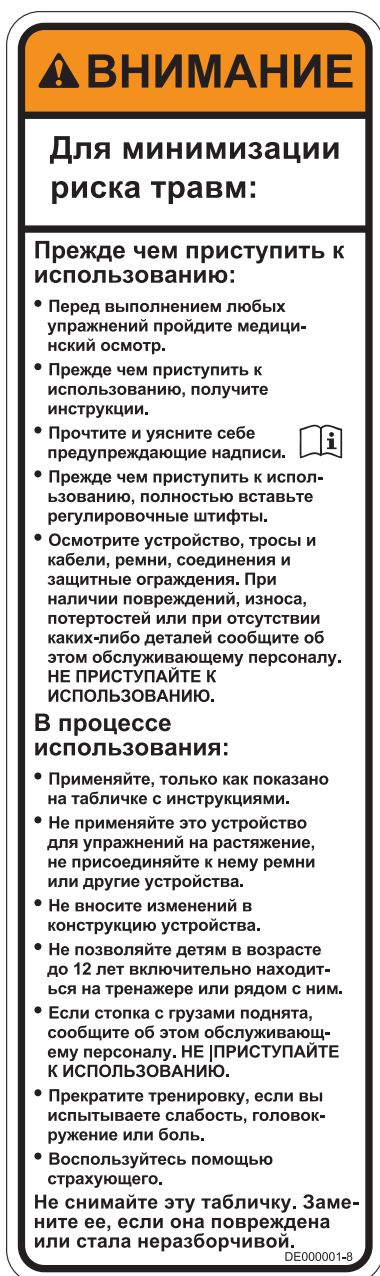 ВНИМАНИЕ
Для минимизации
риска травм:
Прежде чем приступить к
использованию:
• Перед выполнением любых
упражнений пройдите медици-
нский осмотр.
• Прежде чем приступить к
использованию, получите
инструкции.
• Прочтите и уясните себе
предупреждающие надписи.
• Прежде чем приступить к испол-
ьзованию, полностью вставьте
регулировочные штифты.
• Осмотрите устройство, тросы и
кабели, ремни, соединения и
защитные ограждения. При
наличии повреждений, износа,
потертостей или при отсутствии
каких-либо деталей сообщите об
этом обслуживающему персоналу.
НЕ ПРИСТУПАЙТЕ К
ИСПОЛЬЗОВАНИЮ.
В процессе
использования:
• Применяйте, только как показано
на табличке с инструкциями.
• Не применяйте это устройство
для упражнений на растяжение,
не присоединяйте к нему ремни
или другие устройства.
• Не вносите изменений в
конструкцию устройства.
• Не позволяйте детям в возрасте
до 12 лет включительно находит-
ься на тренажере или рядом с ним.
• Если стопка с грузами поднята,
сообщите об этом обслуживающ-
ему персоналу. НЕ |ПРИСТУПАЙТЕ
К ИСПОЛЬЗОВАНИЮ.
• Прекратите тренировку, если вы
испытываете слабость, головок-
ружение или боль.
• Воспользуйтесь помощью
страхующего.
Не снимайте эту табличку. Заме-
ните ее, если она повреждена
или стала неразборчивой.
DE000001-8